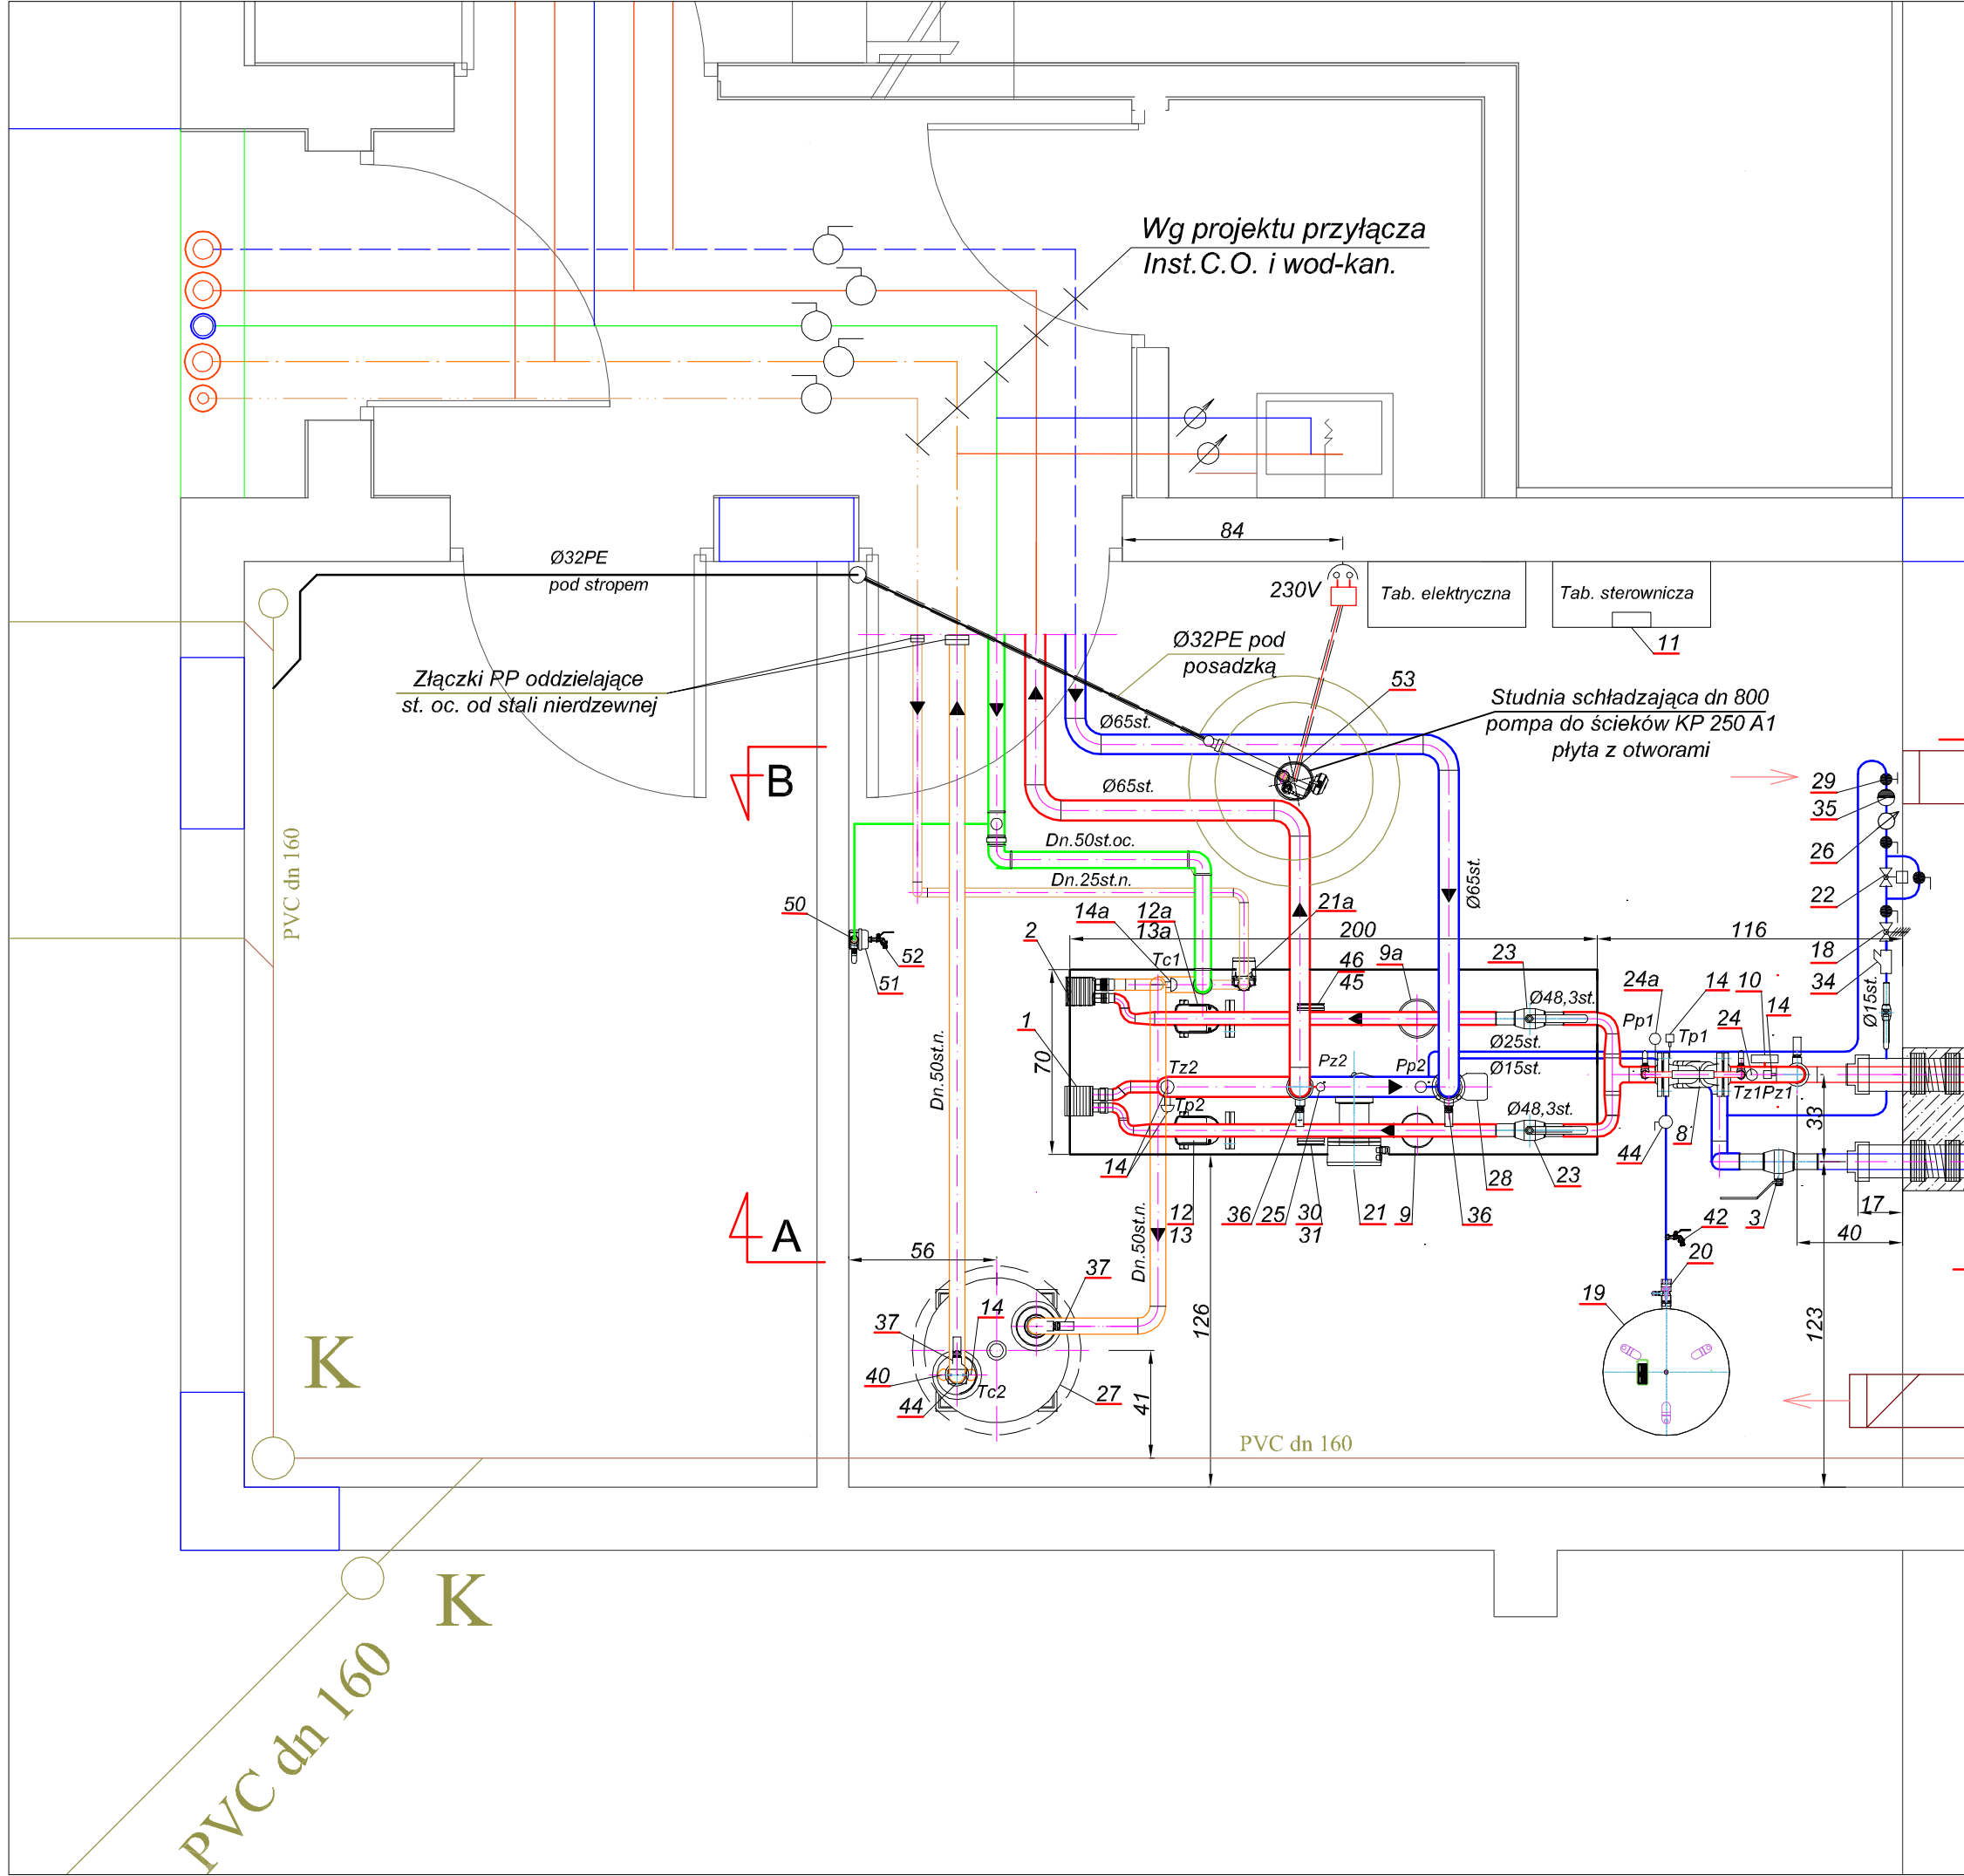 Wg projektu przyłącza
Inst.C.O. i wod-kan.
84
Ø32PE
pod stropem
230V
Tab. elektryczna
Tab. sterownicza
11
Ø32PE pod
posadzką
Złączki PP oddzielające
st. oc. od stali nierdzewnej
53
Studnia schładzająca dn 800
pompa do ścieków KP 250 A1
płyta z otworami
Ø65st.
B
Ø65st.
29
35
26
22
18
34
Ø15st.
PVC dn 160
Dn.50st.oc.
Dn.25st.n.
Ø65st.
50
51
52
2
14a
12a
13a
21a
200
116
Tc1
46
45
9a
23
24a
14
10
14
Ø48,3st.
Pp1
Tp1
24
1
70
Ø25st.
Ø15st.
Tz2
Pz2
Pp2
Tz1
Pz1
Tp2
Ø48,3st.
33
Dn.50st.n.
14
44
8
28
23
12
13
36
25
30
31
21
9
36
3
17
40
42
A
56
Dn.50st.n.
126
37
20
19
123
14
37
40
Tc2
44
27
41
K
PVC dn 160
K
PVC dn 160